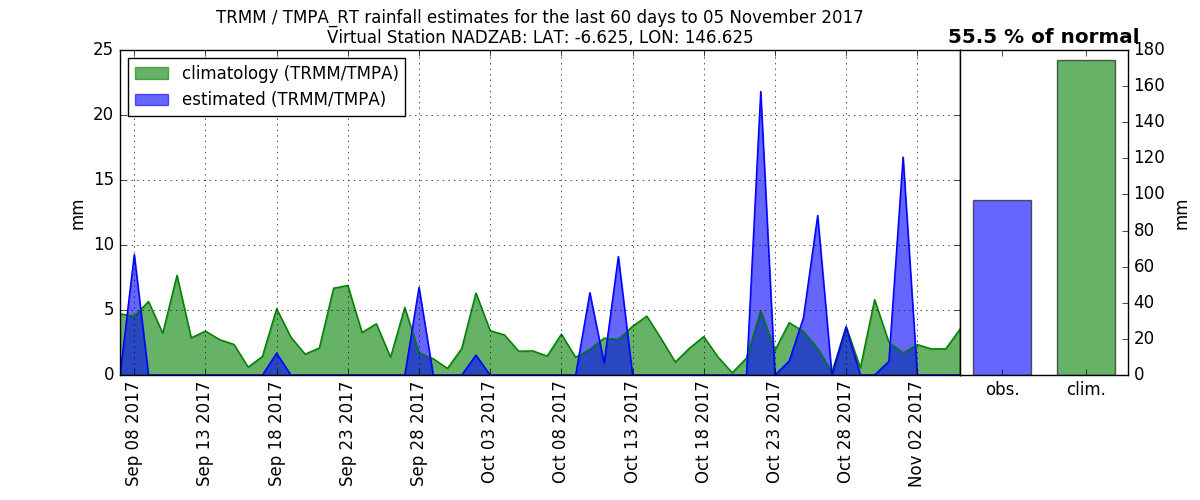 TRMM / TMPA_RT rainfall estimates for the last 60 days to 05 November 2017
Virtual Station NADZAB: LAT: -6.625, LON: 146.625
55.5 % of normal
climatology (TRMM/TMPA)
estimated (TRMM/TMPA)
25
20
15
10
5
0
mm
Sep 08 2017
Sep 13 2017
Sep 18 2017
Sep 23 2017
Sep 28 2017
Oct 03 2017
Oct 08 2017
Oct 13 2017
Oct 18 2017
Oct 23 2017
Oct 28 2017
Nov 02 2017
obs.
clim.
180
160
140
120
100
80
60
40
20
0
mm